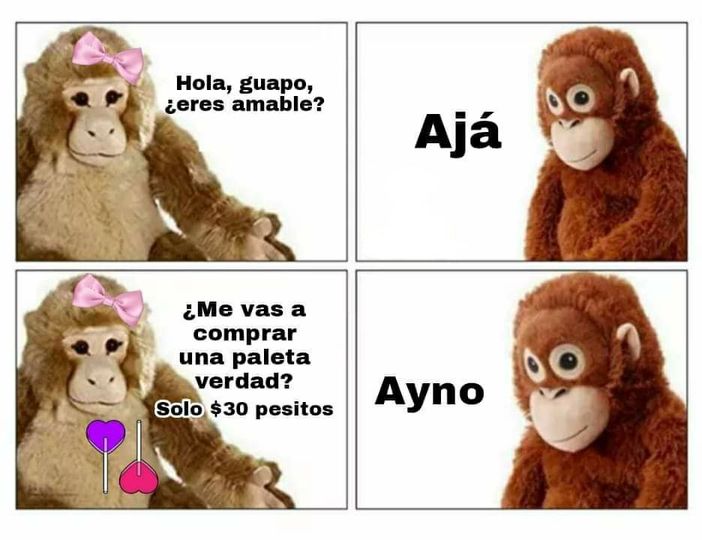 Hola, guapo,
¿eres amable?
Ajá
¿Me vas a
comprar
una paleta
verdad?
Solo $30 pesitos
Ayno